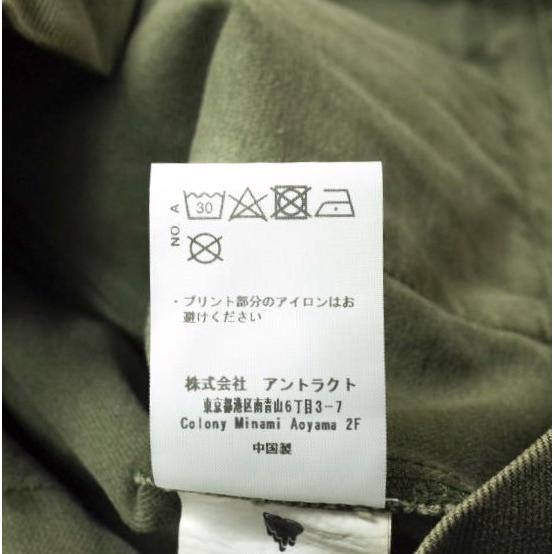 NO. A
30
・プリント部分のアイロンはお
避けください
株式会社 アントラクト
東京都港区南青山6丁目3-7
Colony Minami Aoyama 2F
中国製